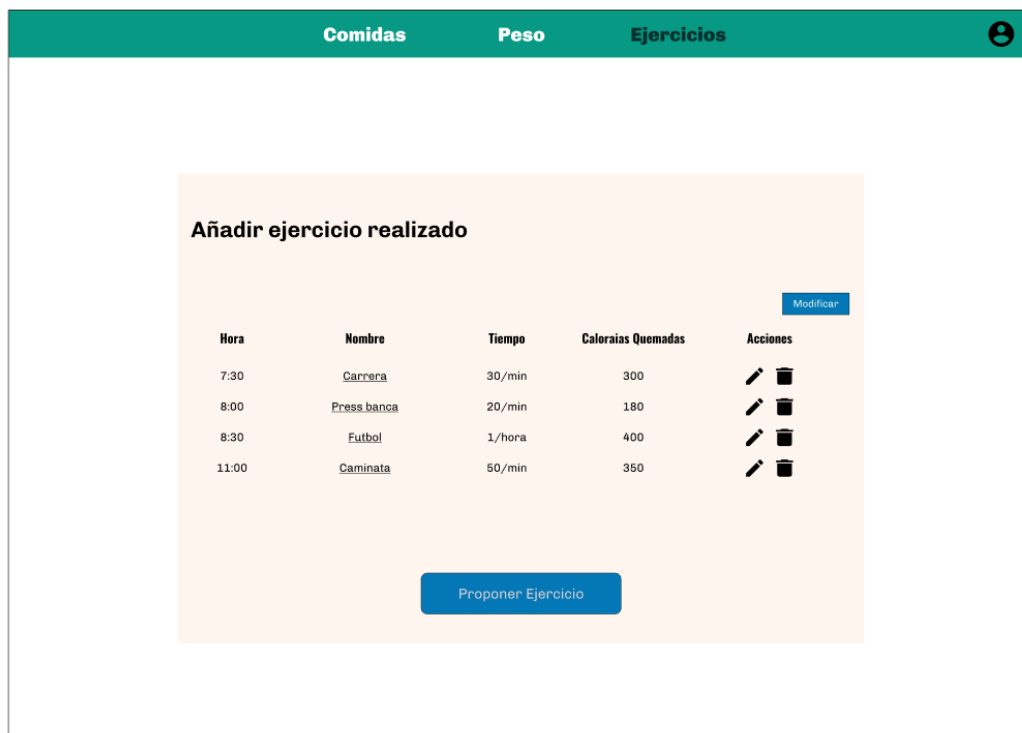 Comidas Peso Ejercicios
Añadir ejercicio realizado
Modificar
Hora Nombre Tiempo Caloraias Quemadas Acciones
7:30 Carrera 30/min 300
8:00 Press banca 20/min 180
8:30 Futbol 1/hora 400
11:00 Caminata 50/min 350
Proponer Ejercicio